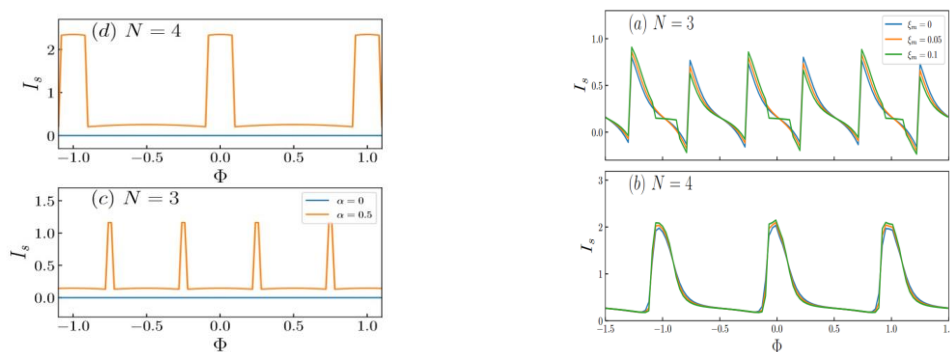 (d) N = 4
2
1
0
I_s
−1.0 −0.5 0.0 0.5 1.0
Φ
(c) N = 3
α = 0
α = 0.5
1.5
1.0
0.5
0.0
I_s
−1.0 −0.5 0.0 0.5 1.0
Φ
(a) N = 3
ξ_m = 0
ξ_m = 0.05
ξ_m = 0.1
1.0
0.5
0.0
I_s
(b) N = 4
3
2
1
0
I_s
−1.5 −1.0 −0.5 0.0 0.5 1.0 1.5
Φ